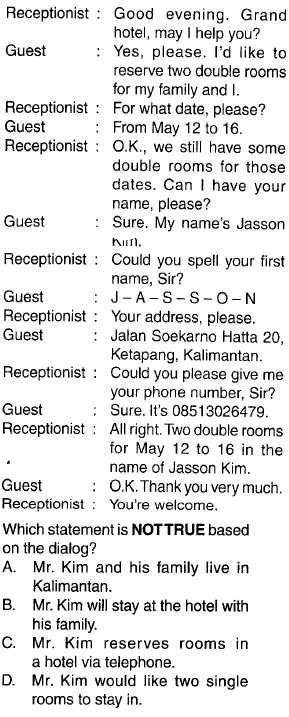 Receptionist : Good evening. Grand
hotel, may I help you?
Guest : Yes, please. I'd like to
reserve two double rooms
for my family and I.
Receptionist : For what date, please?
Guest : From May 12 to 16.
Receptionist : O.K., we still have some
double rooms for those
dates. Can I have your
name, please?
Guest : Sure. My name's Jasson
Kim.
Receptionist : Could you spell your first
name, Sir?
Guest : J – A – S – S – O – N
Receptionist : Your address, please.
Guest : Jalan Soekarno Hatta 20,
Ketapang, Kalimantan.
Receptionist : Could you please give me
your phone number, Sir?
Guest : Sure. It's 08513026479.
Receptionist : All right. Two double rooms
for May 12 to 16 in the
name of Jasson Kim.
Guest : O.K. Thank you very much.
Receptionist : You're welcome.
Which statement is NOT TRUE based
on the dialog?
A. Mr. Kim and his family live in
Kalimantan.
B. Mr. Kim will stay at the hotel with
his family.
C. Mr. Kim reserves rooms in
a hotel via telephone.
D. Mr. Kim would like two single
rooms to stay in.